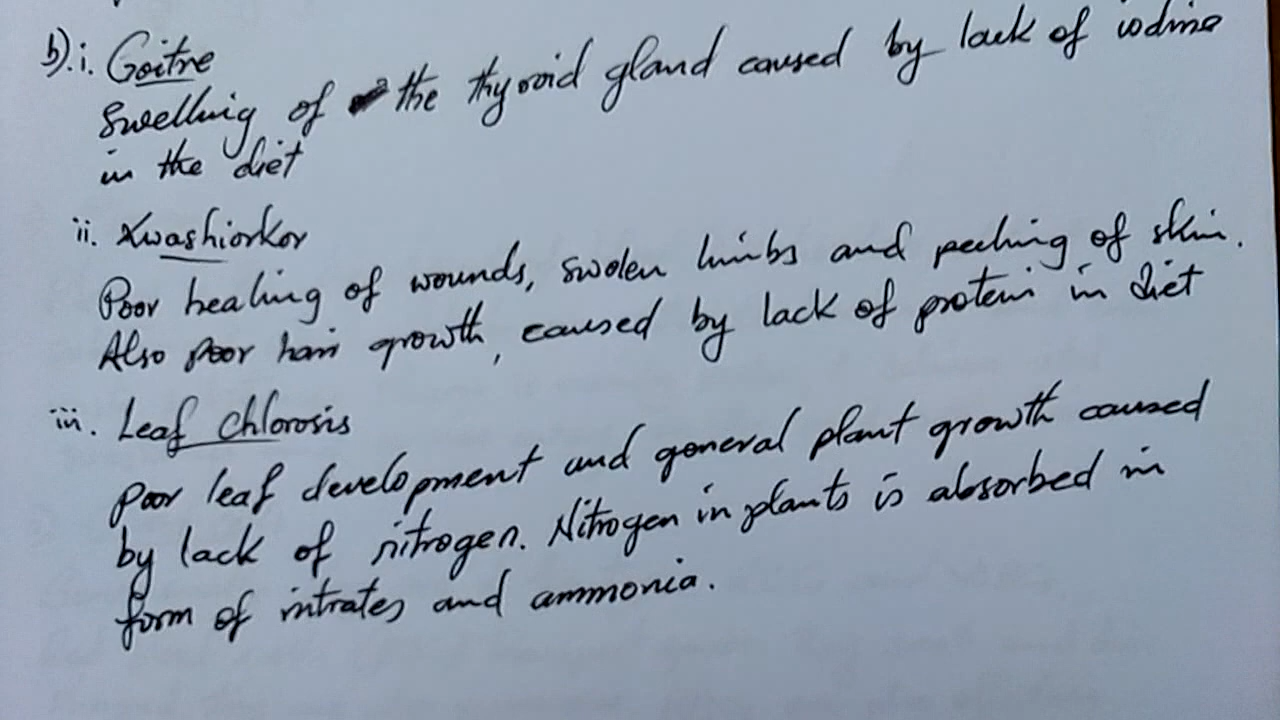 b). i. Goitre
Swelling of the thyroid gland caused by lack of iodine
in the diet
ii. Kwashiorkor
Poor healing of wounds, swolen limbs and peeling of skin.
Also poor hair growth, caused by lack of protein in diet
iii. Leaf Chlorosis
Poor leaf development and general plant growth caused
by lack of nitrogen. Nitrogen in plants is absorbed in
form of nitrates and ammonia.